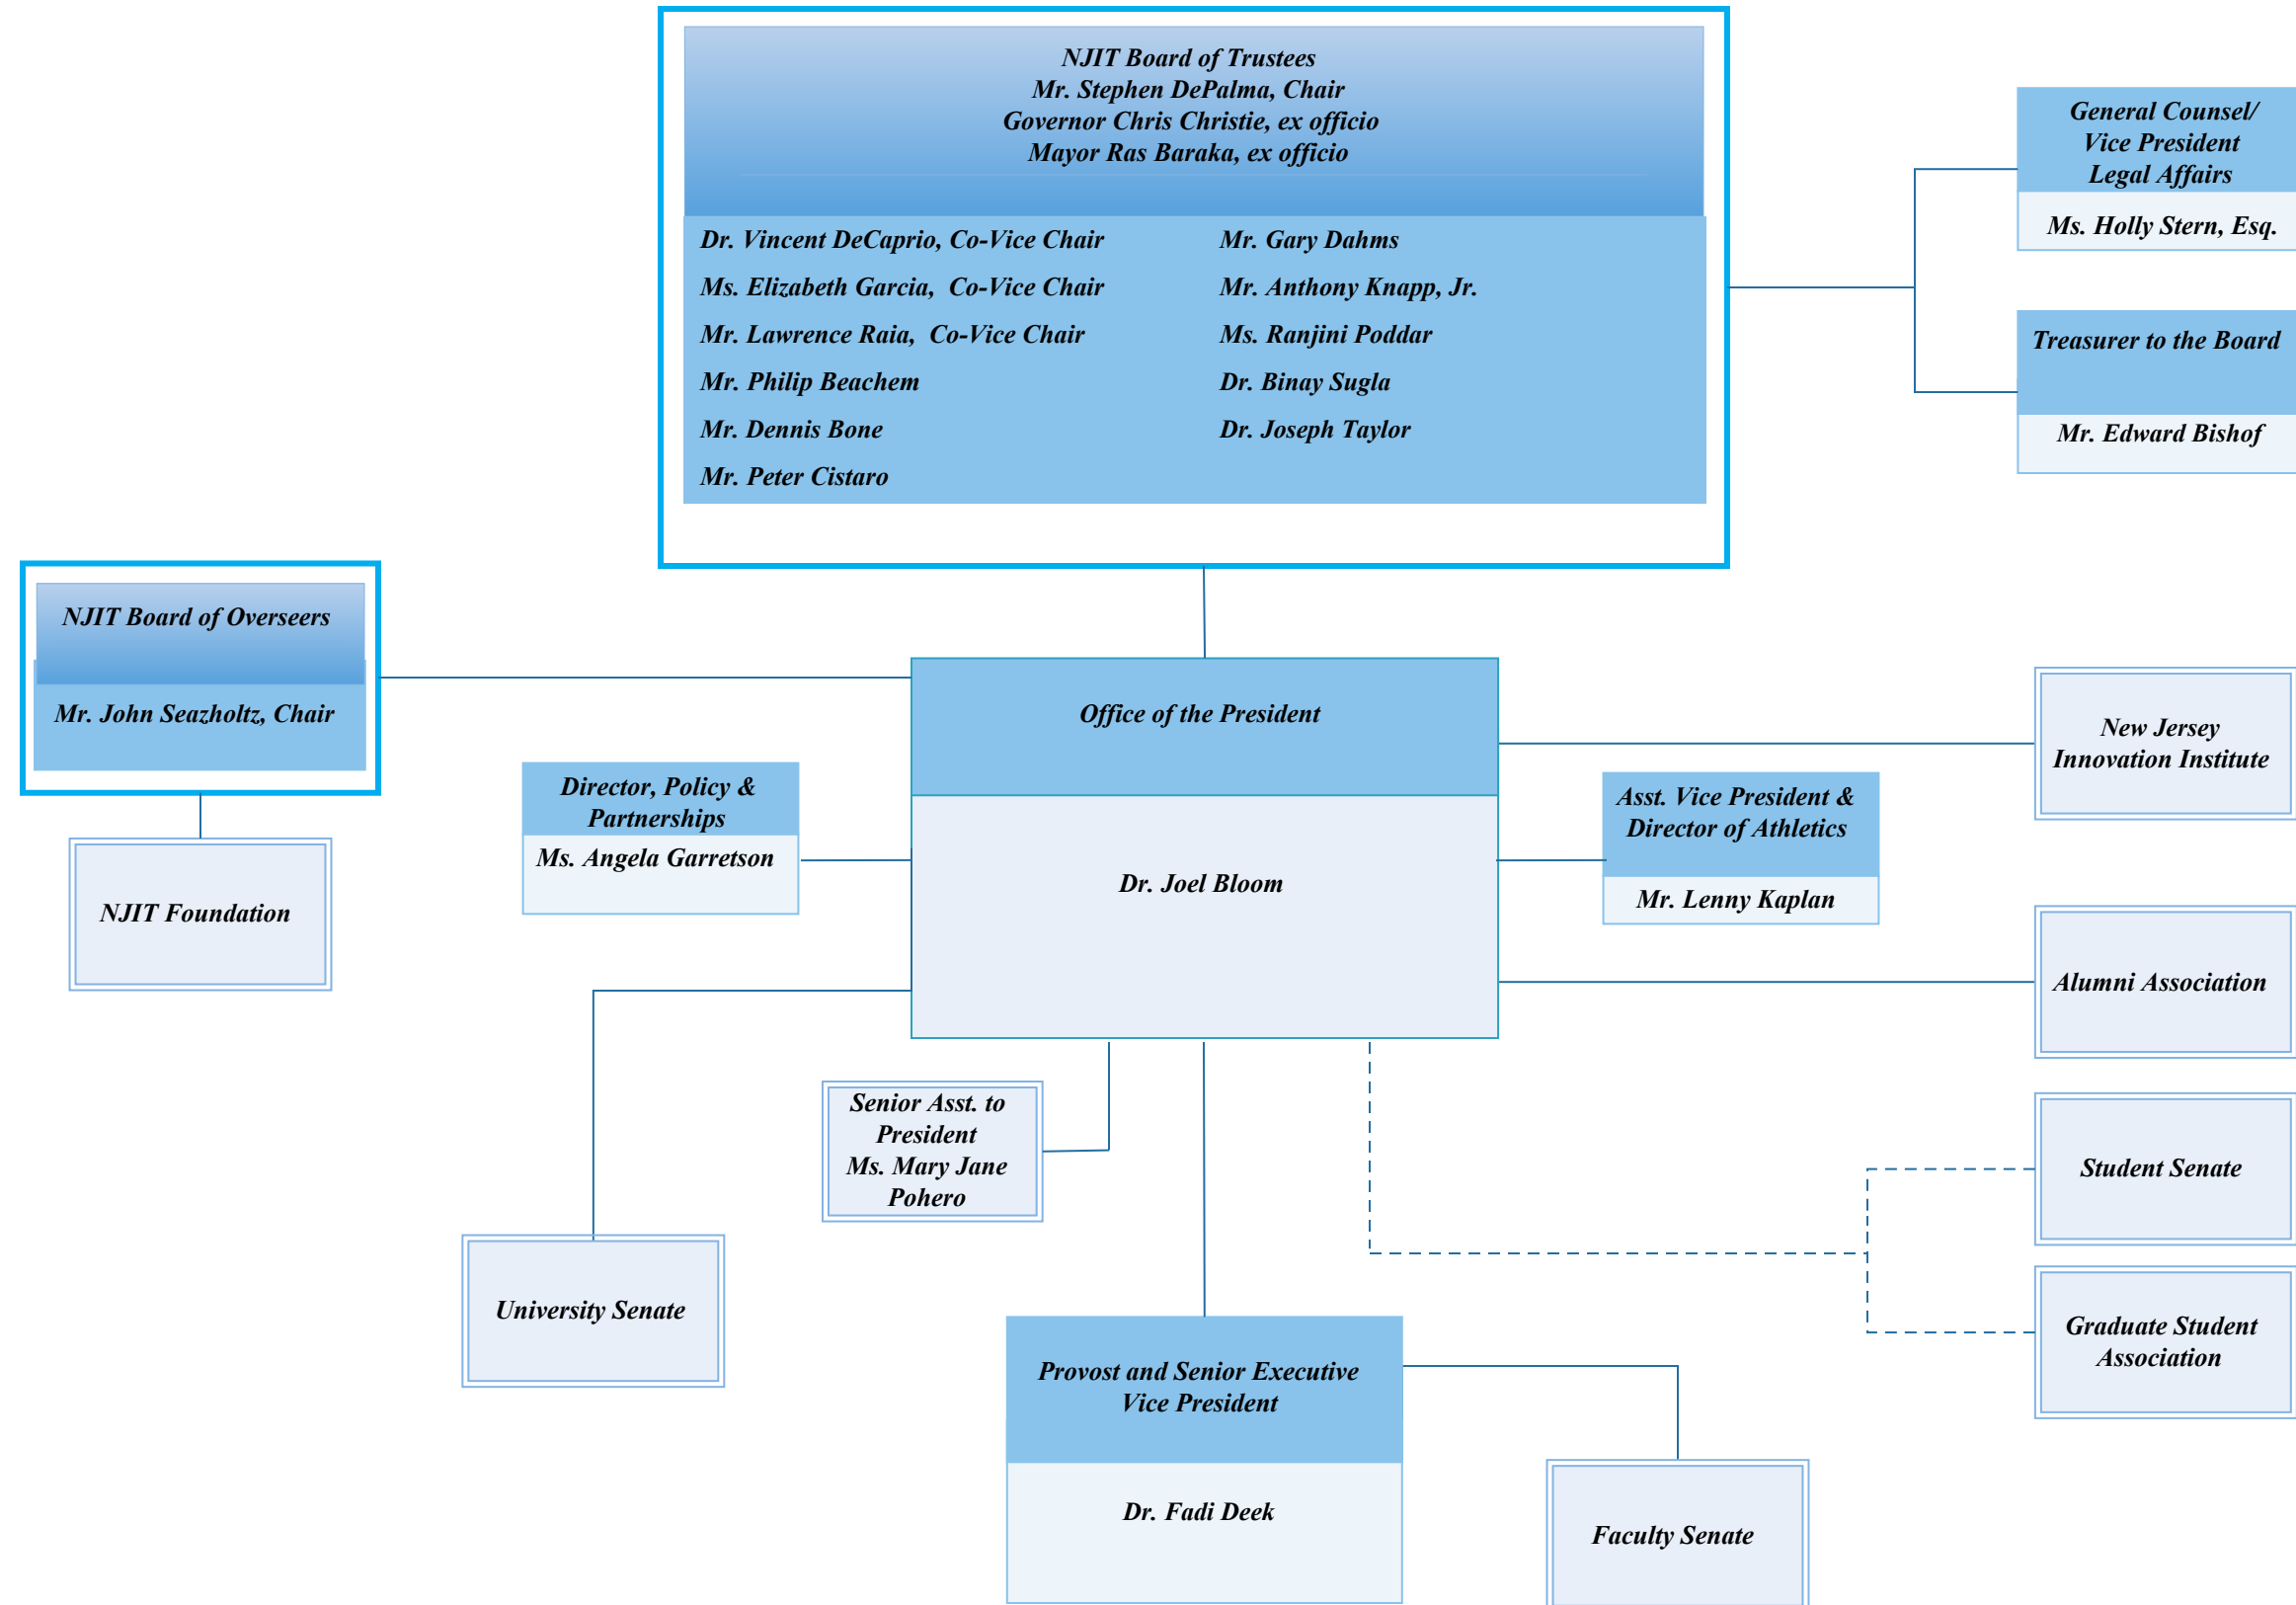 NJIT Board of Trustees
Mr. Stephen DePalma, Chair
Governor Chris Christie, ex officio
Mayor Ras Baraka, ex officio
Dr. Vincent DeCaprio, Co-Vice Chair
Ms. Elizabeth Garcia, Co-Vice Chair
Mr. Lawrence Raia, Co-Vice Chair
Mr. Philip Beachem
Mr. Dennis Bone
Mr. Peter Cistaro
Mr. Gary Dahms
Mr. Anthony Knapp, Jr.
Ms. Ranjini Poddar
Dr. Binay Sugla
Dr. Joseph Taylor
General Counsel/
Vice President
Legal Affairs
Ms. Holly Stern, Esq.
Treasurer to the Board
Mr. Edward Bishof
NJIT Board of Overseers
Mr. John Seazholtz, Chair
NJIT Foundation
Office of the President
Dr. Joel Bloom
Director, Policy &
Partnerships
Ms. Angela Garretson
Asst. Vice President &
Director of Athletics
Mr. Lenny Kaplan
New Jersey
Innovation Institute
Alumni Association
Senior Asst. to
President
Ms. Mary Jane
Pohero
Student Senate
University Senate
Graduate Student
Association
Provost and Senior Executive
Vice President
Dr. Fadi Deek
Faculty Senate